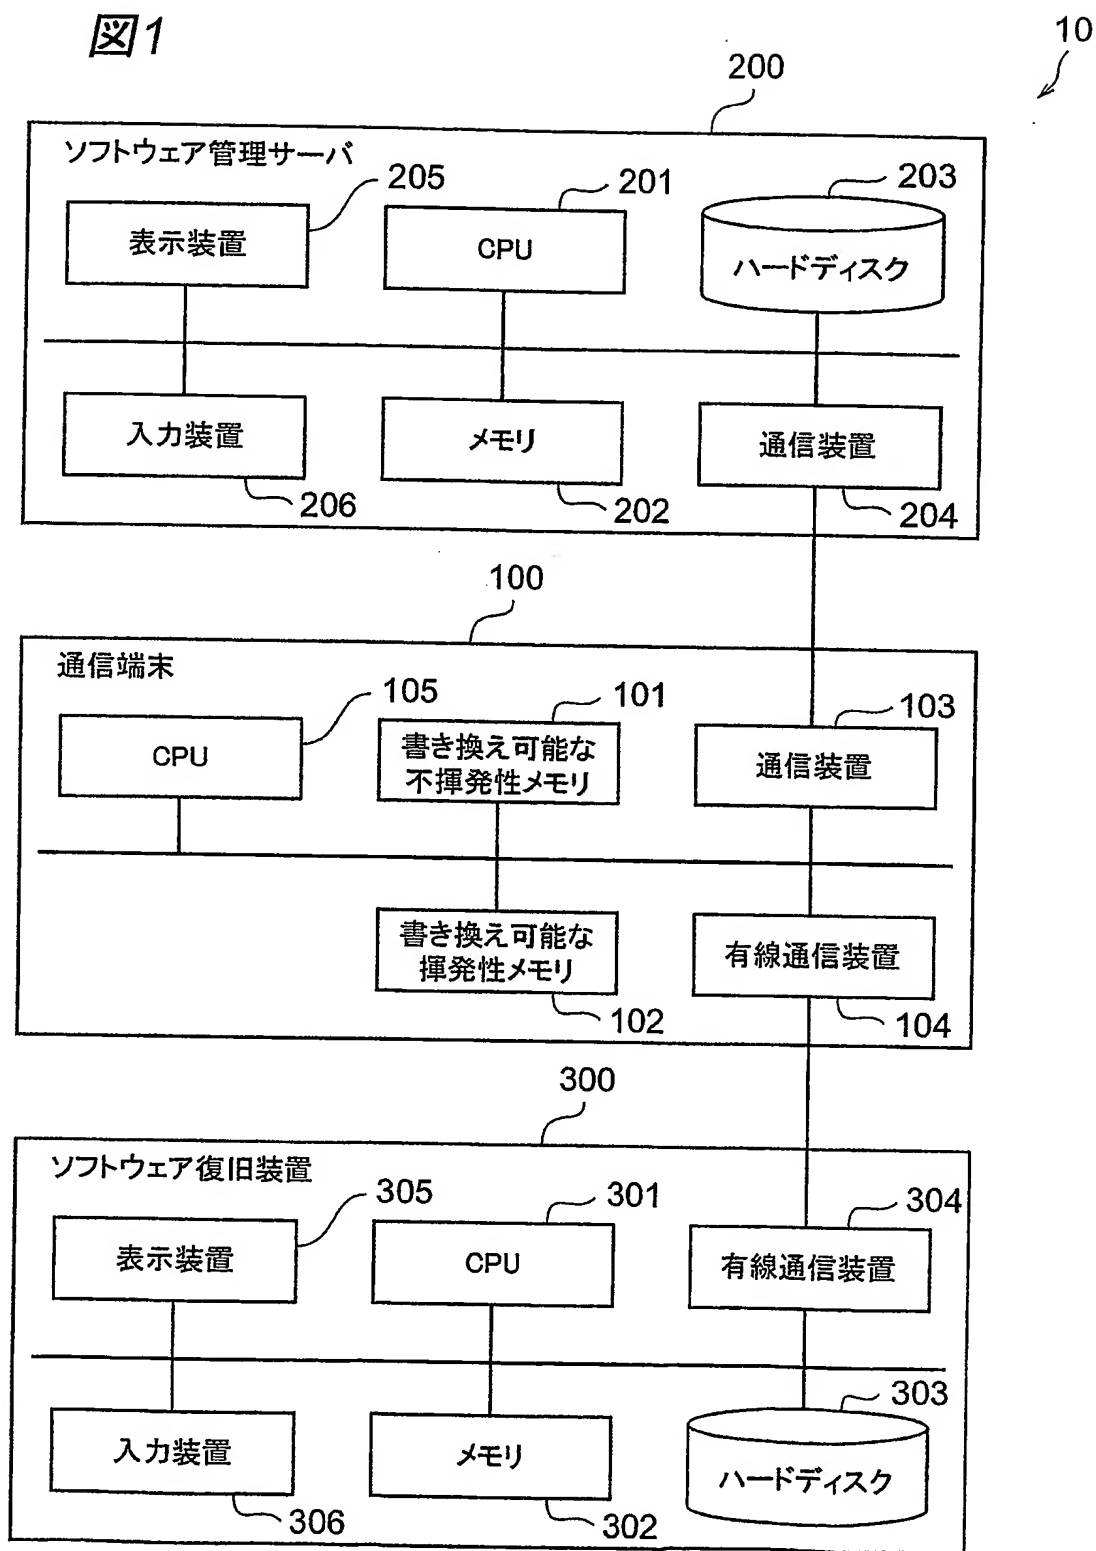 図1
10
200
ソフトウェア管理サーバ
205
201
203
表示装置
CPU
ハードディスク
入力装置
メモリ
通信装置
206
202
204
100
通信端末
105
101
103
CPU
書き換え可能な
不揮発性メモリ
通信装置
書き換え可能な
揮発性メモリ
有線通信装置
102
104
300
ソフトウェア復旧装置
305
301
304
表示装置
CPU
有線通信装置
303
入力装置
メモリ
ハードディスク
306
302